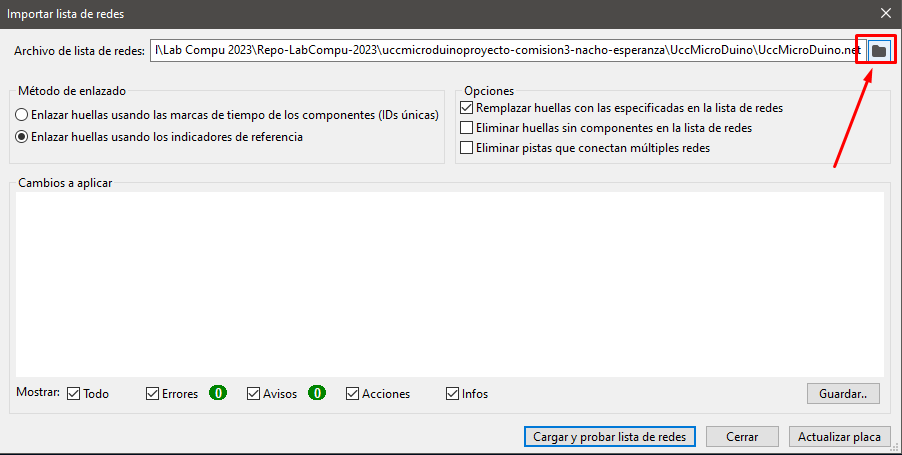 Importar lista de redes
Archivo de lista de redes: l\Lab Compu 2023\Repo-LabCompu-2023\uccmicroduinoproyecto-comision3-nacho-esperanza\UccMicroDuino\UccMicroDuino.net
Método de enlazado
Enlazar huellas usando las marcas de tiempo de los componentes (IDs únicas)
Enlazar huellas usando los indicadores de referencia
Opciones
Remplazar huellas con las especificadas en la lista de redes
Eliminar huellas sin componentes en la lista de redes
Eliminar pistas que conectan múltiples redes
Cambios a aplicar
Mostrar: Todo Errores 0 Avisos 0 Acciones Infos Guardar..
Cargar y probar lista de redes Cerrar Actualizar placa